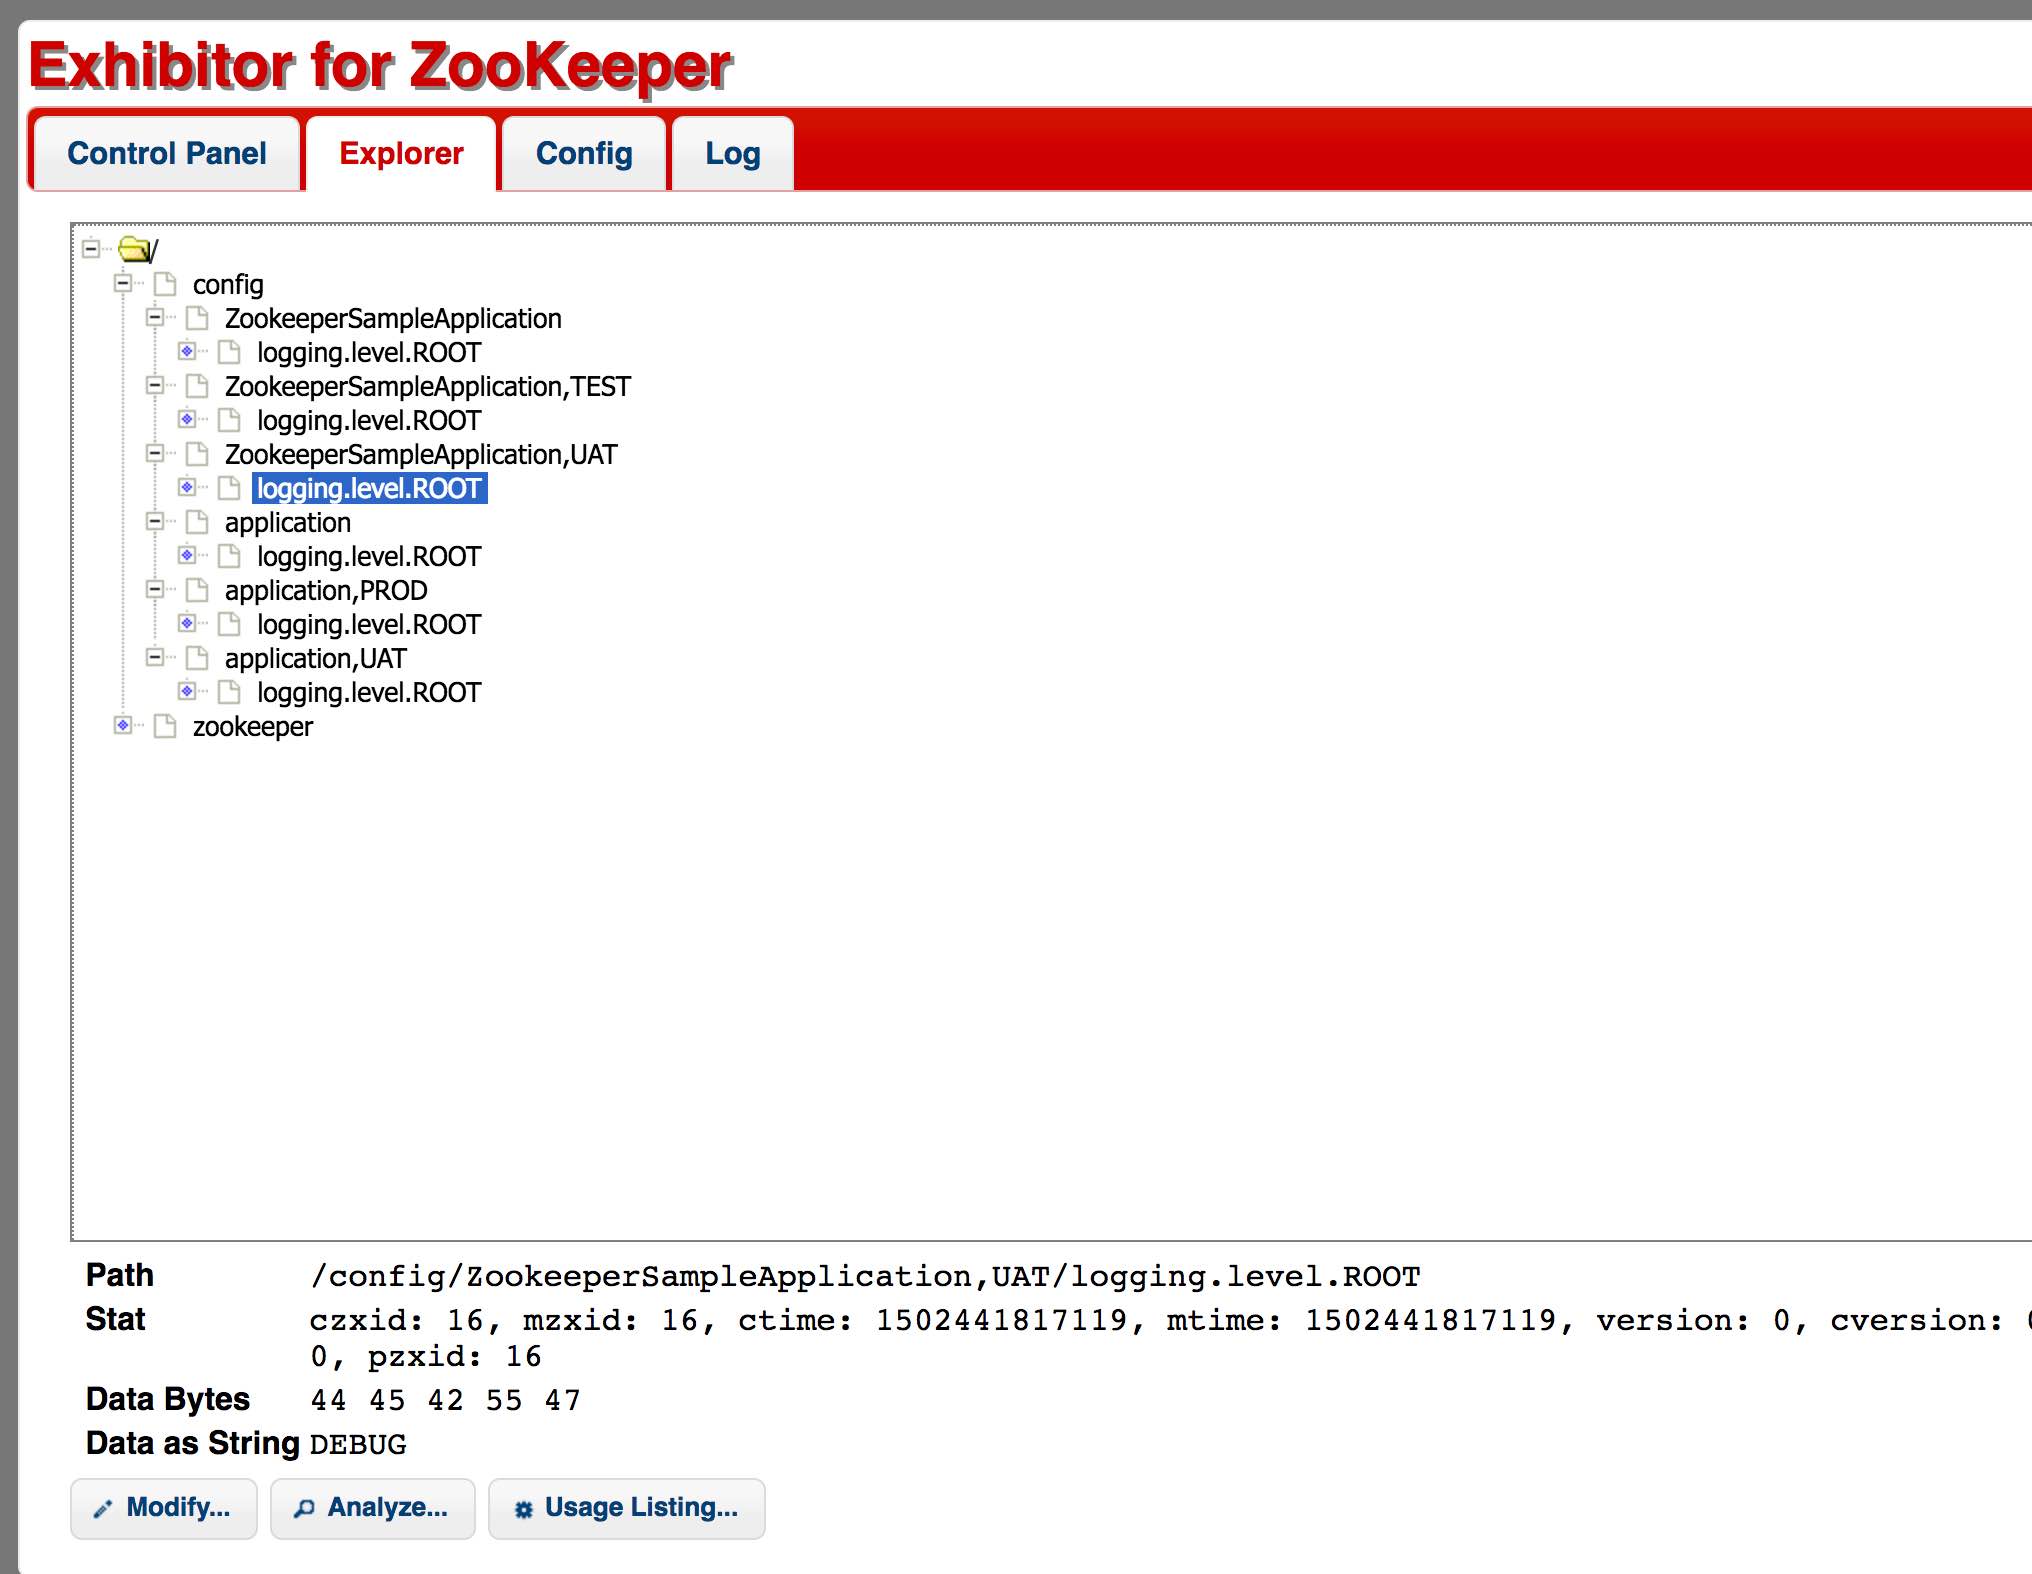 Exhibitor for ZooKeeper
Control Panel Explorer Config Log
/
config
ZookeeperSampleApplication
logging.level.ROOT
ZookeeperSampleApplication,TEST
logging.level.ROOT
ZookeeperSampleApplication,UAT
logging.level.ROOT
application
logging.level.ROOT
application,PROD
logging.level.ROOT
application,UAT
logging.level.ROOT
zookeeper
Path /config/ZookeeperSampleApplication,UAT/logging.level.ROOT
Stat czxid: 16, mzxid: 16, ctime: 1502441817119, mtime: 1502441817119, version: 0, cversion:
0, pzxid: 16
Data Bytes 44 45 42 55 47
Data as String DEBUG
Modify... Analyze... Usage Listing...